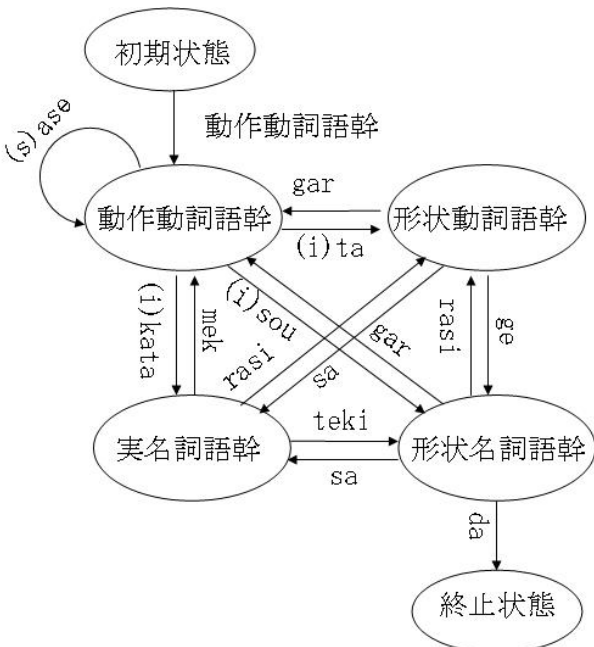 初期状態
動作動詞語幹
(s)ase
動作動詞語幹
gar
(i)ta
形状動詞語幹
(i)kata
mek
(i)sou
gar
rasi
sa
rasi
ge
実名詞語幹
teki
sa
形状名詞語幹
da
終止状態